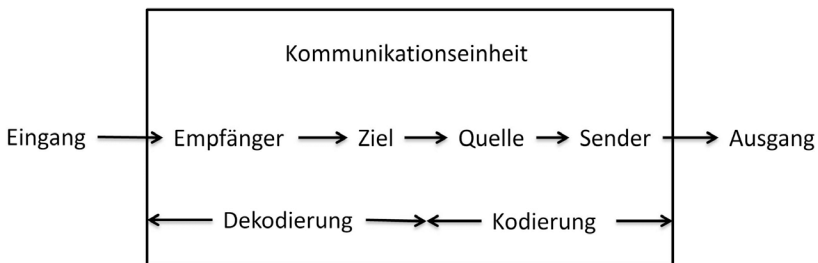 Kommunikationseinheit
Eingang Empfänger Ziel Quelle Sender Ausgang
Dekodierung Kodierung